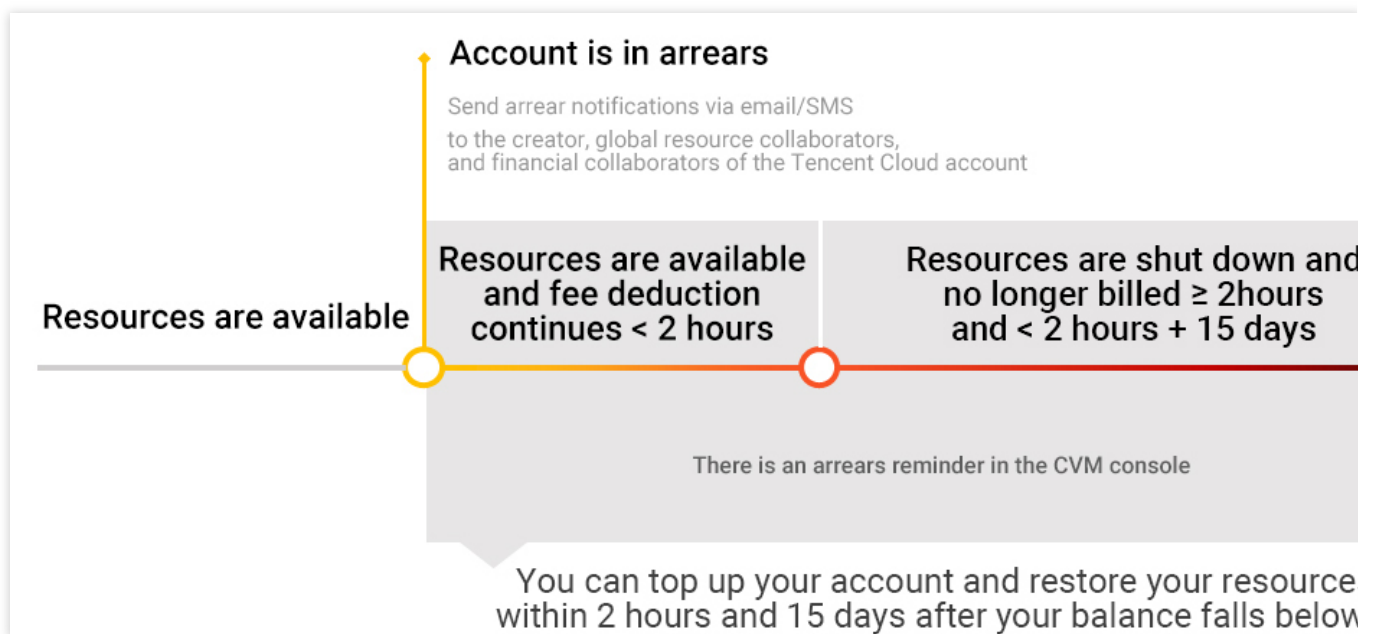 Account is in arrears
Send arrear notifications via email/SMS
to the creator, global resource collaborators,
and financial collaborators of the Tencent Cloud account
Resources are available
Resources are available
and fee deduction
continues < 2 hours
Resources are shut down and
no longer billed ≥ 2hours
and < 2 hours + 15 days
There is an arrears reminder in the CVM console
You can top up your account and restore your resource
within 2 hours and 15 days after your balance falls below